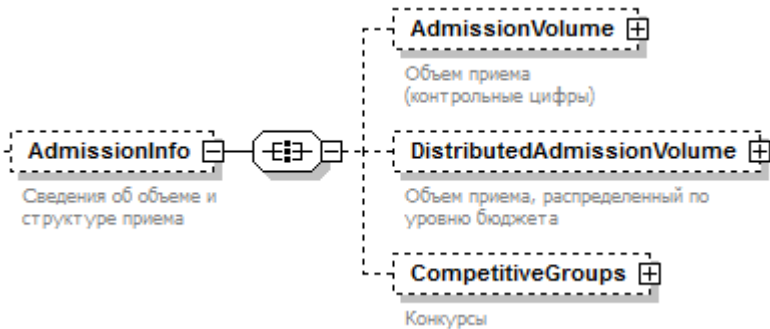 AdmissionVolume
Объем приема
(контрольные цифры)
AdmissionInfo
Сведения об объеме и
структуре приема
DistributedAdmissionVolume
Объем приема, распределенный по
уровню бюджета
CompetitiveGroups
Конкурсы